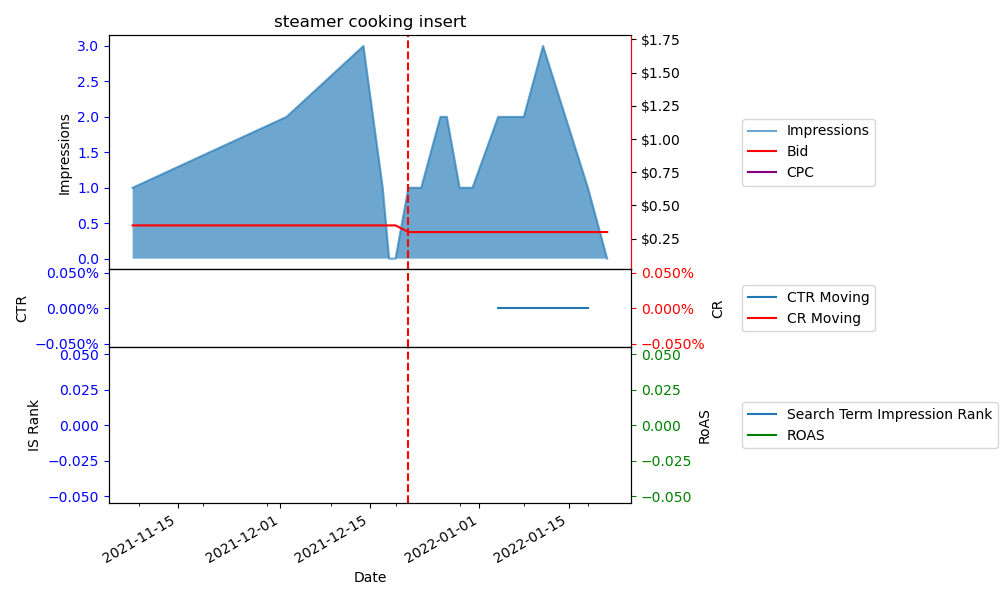 steamer cooking insert
Impressions
3.0
2.5
2.0
1.5
1.0
0.5
0.0
$1.75
$1.50
$1.25
$1.00
$0.75
$0.50
$0.25
Impressions
Bid
CPC
CTR
0.050%
0.000%
−0.050%
0.050%
0.000%
−0.050%
CR
CTR Moving
CR Moving
IS Rank
0.050
0.025
0.000
−0.025
−0.050
0.050
0.025
0.000
−0.025
−0.050
RoAS
Search Term Impression Rank
ROAS
2021-11-15
2021-12-01
2021-12-15
2022-01-01
2022-01-15
Date